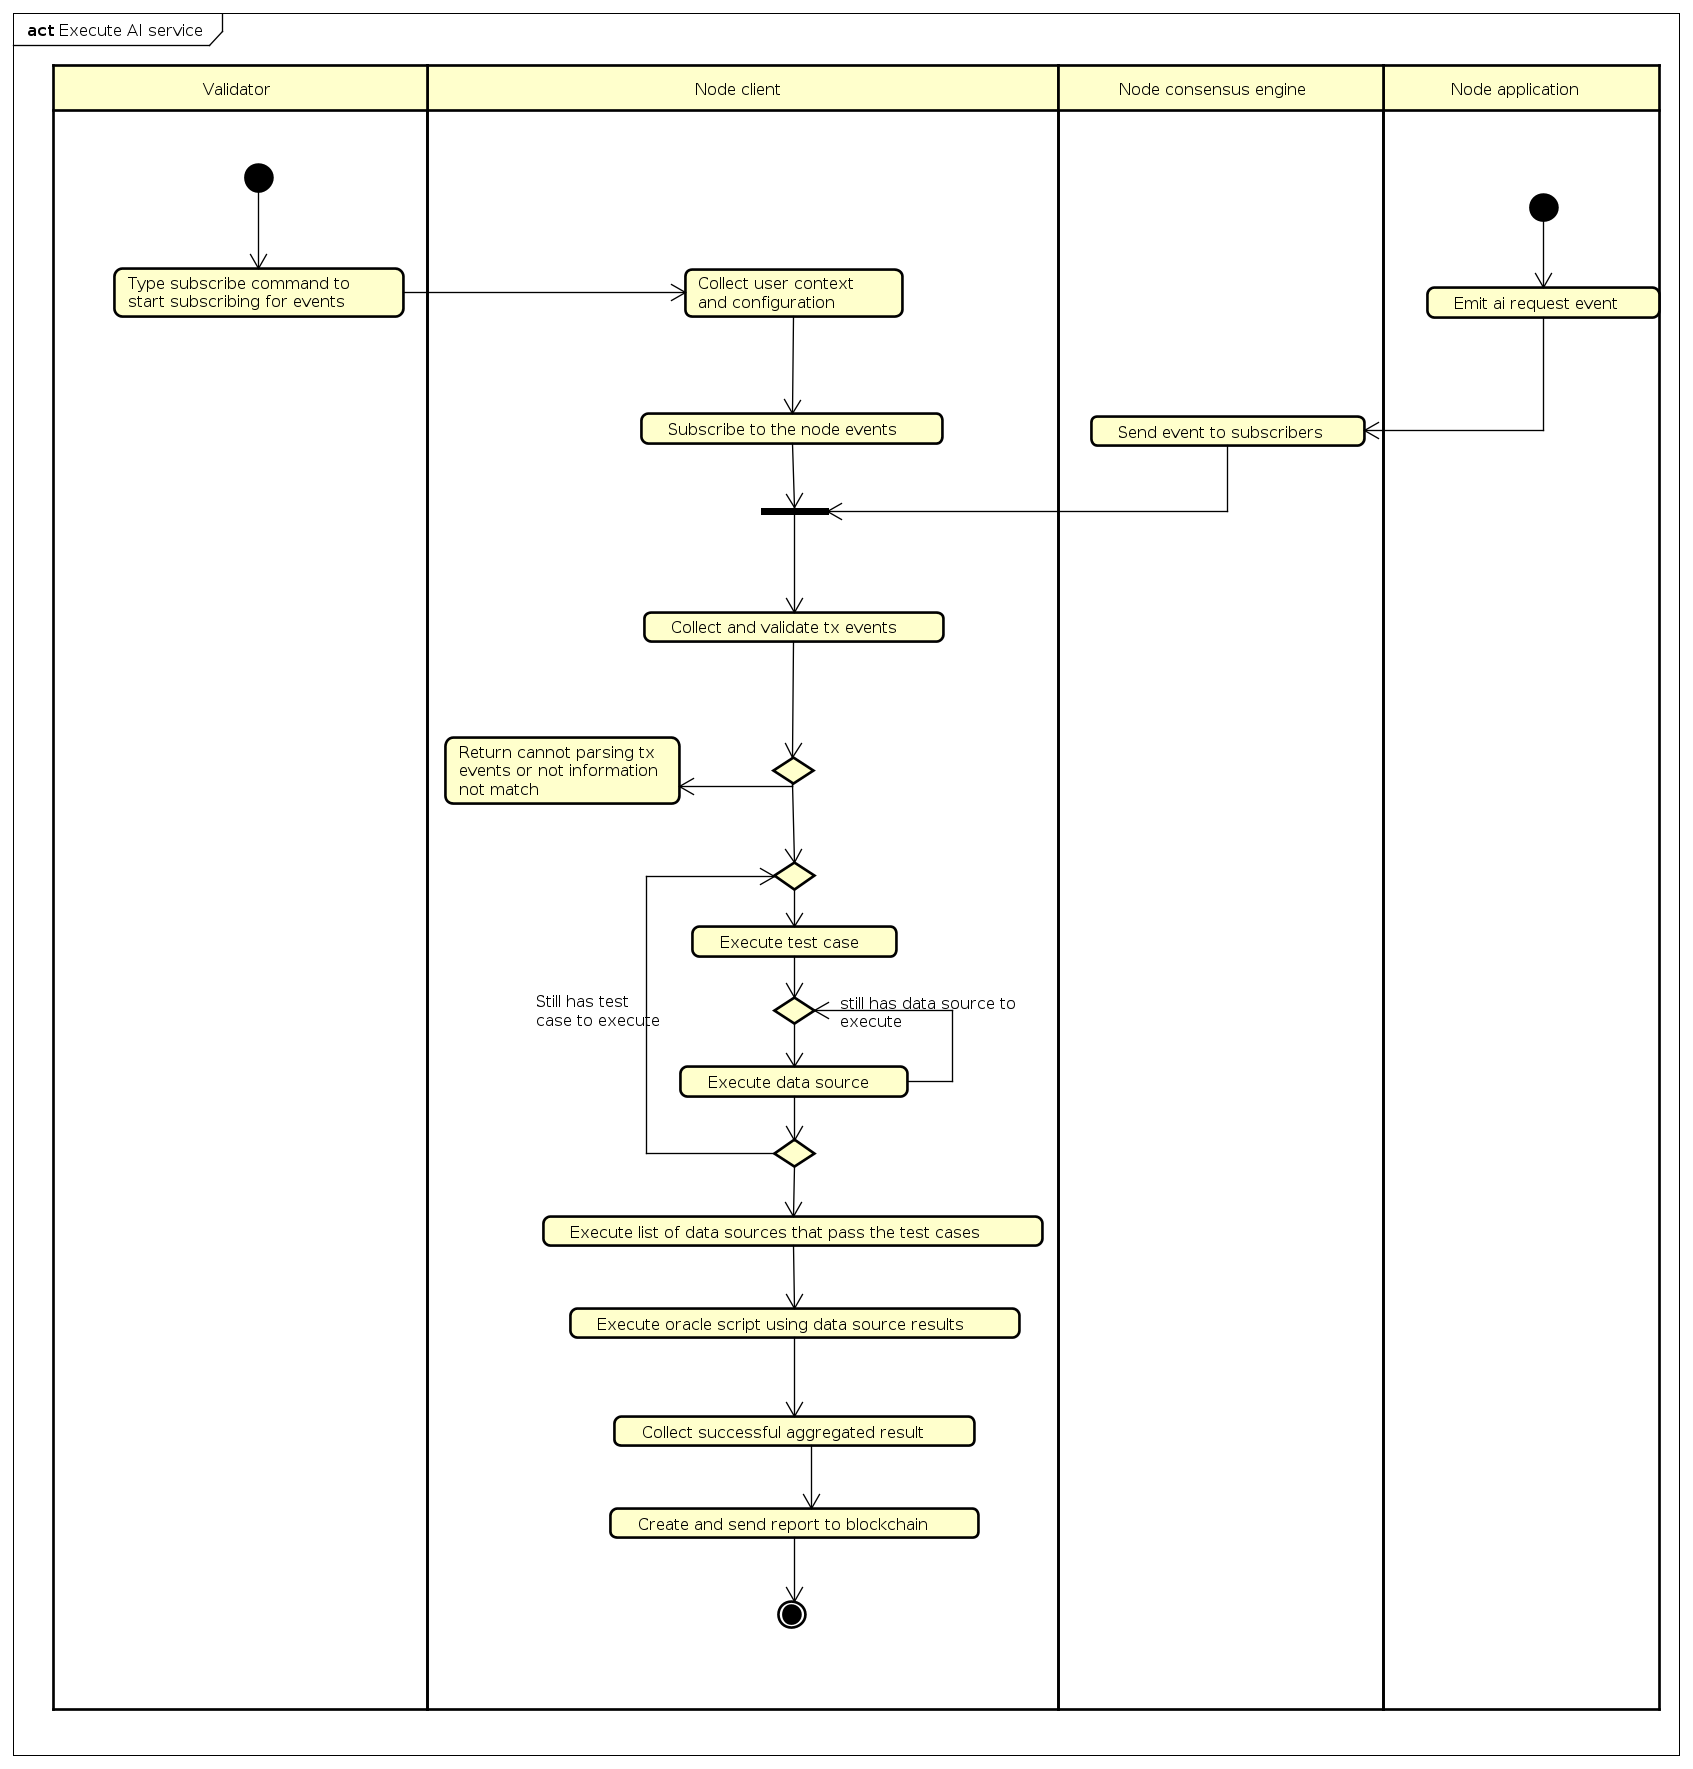 act Execute AI service
Validator
Node client
Node consensus engine
Node application
Type subscribe command to
start subscribing for events
Collect user context
and configuration
Emit ai request event
Subscribe to the node events
Send event to subscribers
Collect and validate tx events
Return cannot parsing tx
events or not information
not match
Execute test case
Still has test
case to execute
still has data source to
execute
Execute data source
Execute list of data sources that pass the test cases
Execute oracle script using data source results
Collect successful aggregated result
Create and send report to blockchain